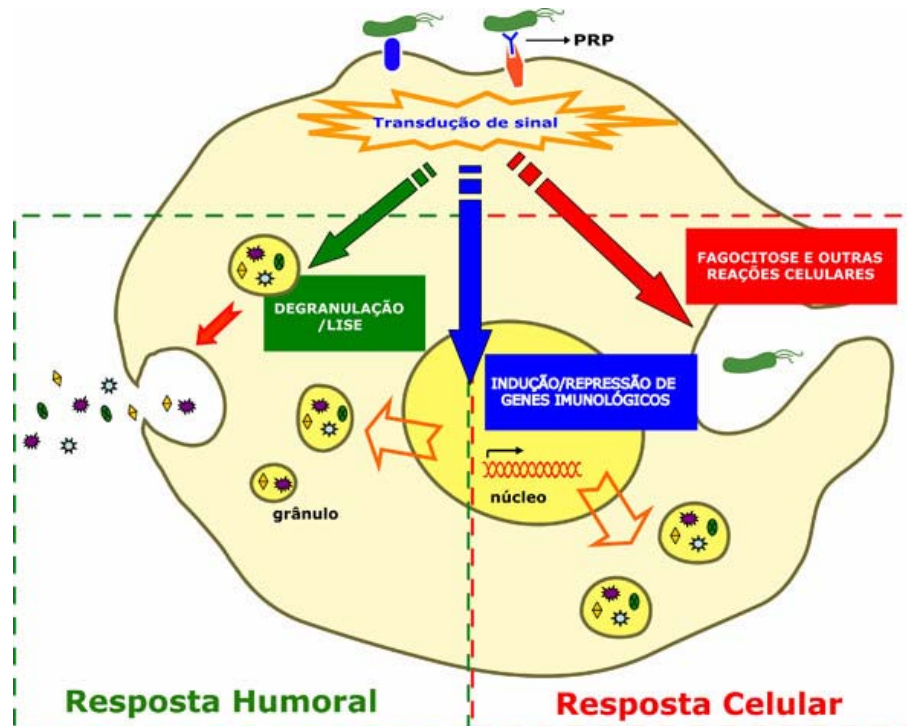 PRP
Transdução de sinal
FAGOCITOSE E OUTRAS
REAÇÕES CELULARES
DEGRANULAÇÃO
/LISE
INDUÇÃO/REPRESSÃO DE
GENES IMUNOLÓGICOS
núcleo
grânulo
Resposta Humoral
Resposta Celular